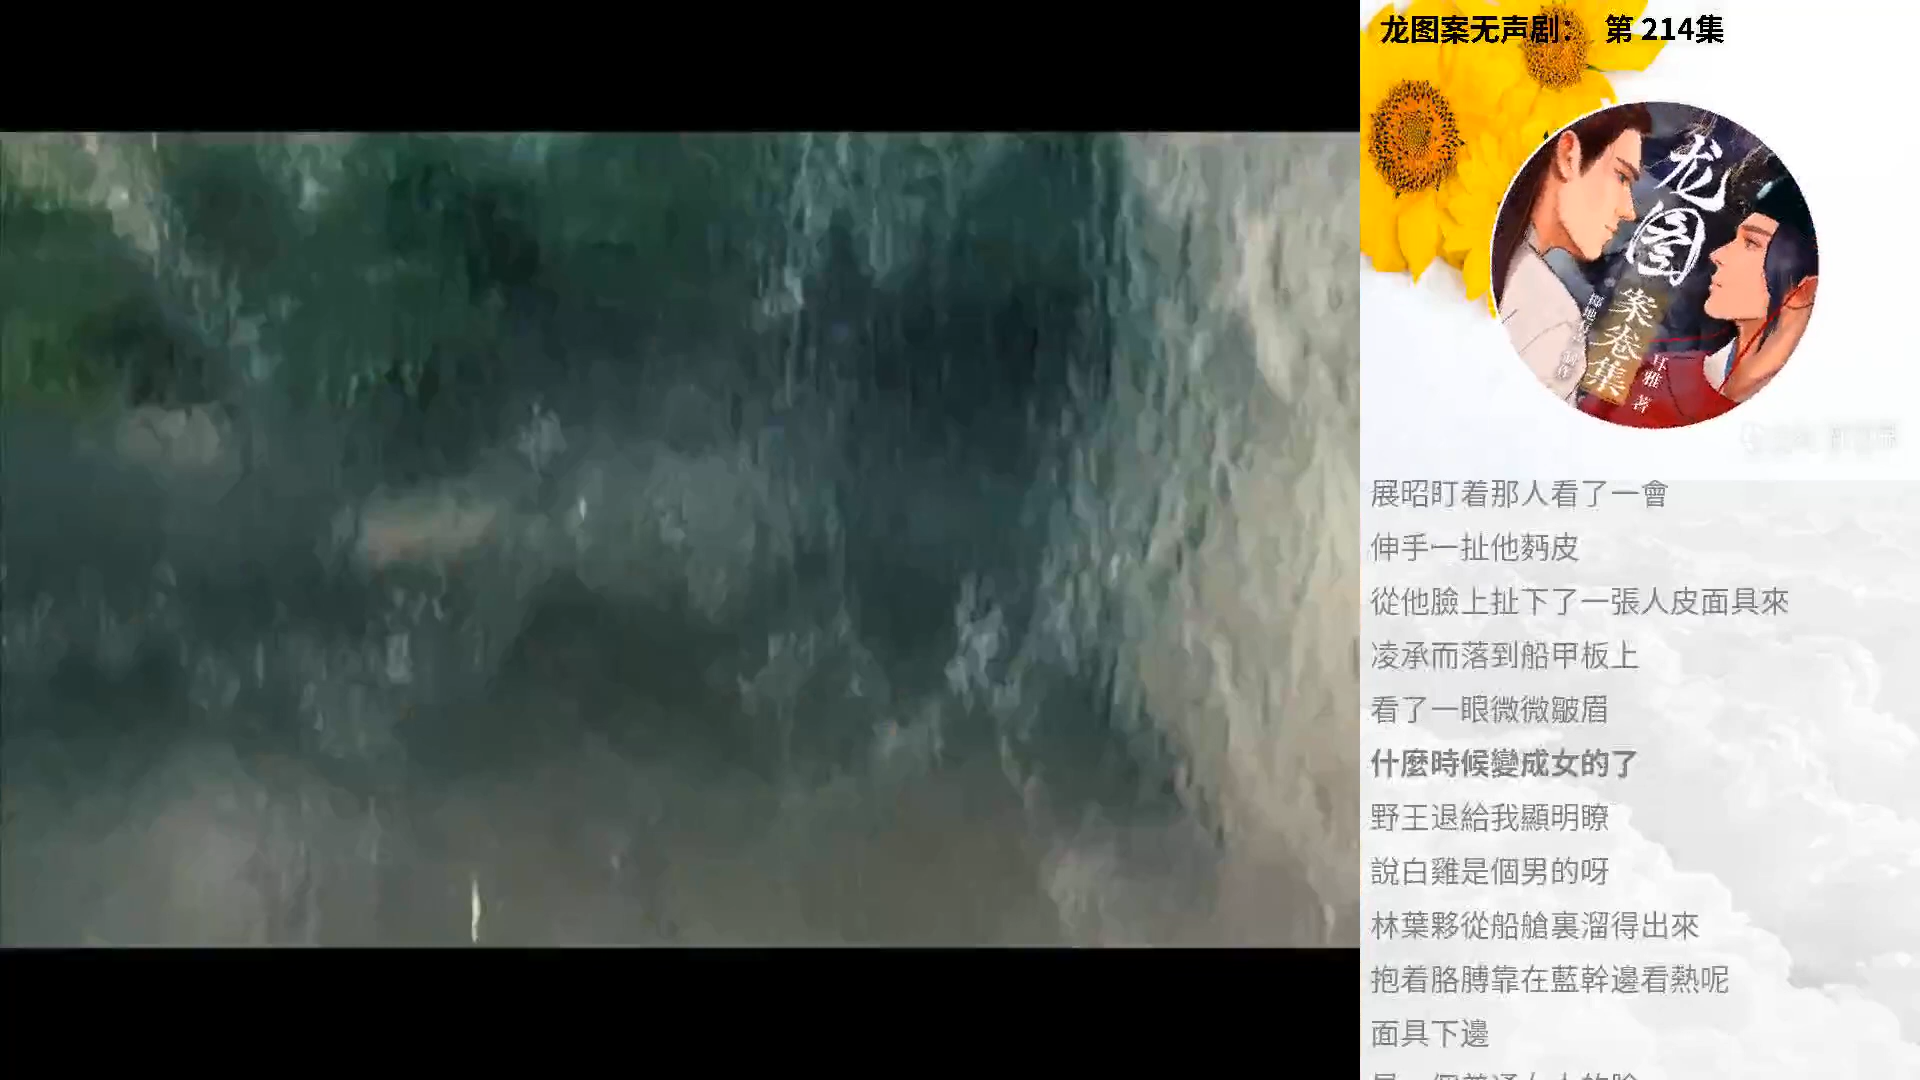 龙图案无声剧： 第 214集
龙图
案卷集
耳雅 著
展昭盯着那人看了一會
伸手一扯他麪皮
從他臉上扯下了一張人皮面具來
凌承而落到船甲板上
看了一眼微微皺眉
什麼時候變成女的了
野王退給我顯明瞭
說白雞是個男的呀
林葉夥從船艙裏溜得出來
抱着胳膊靠在藍幹邊看熱呢
面具下邊